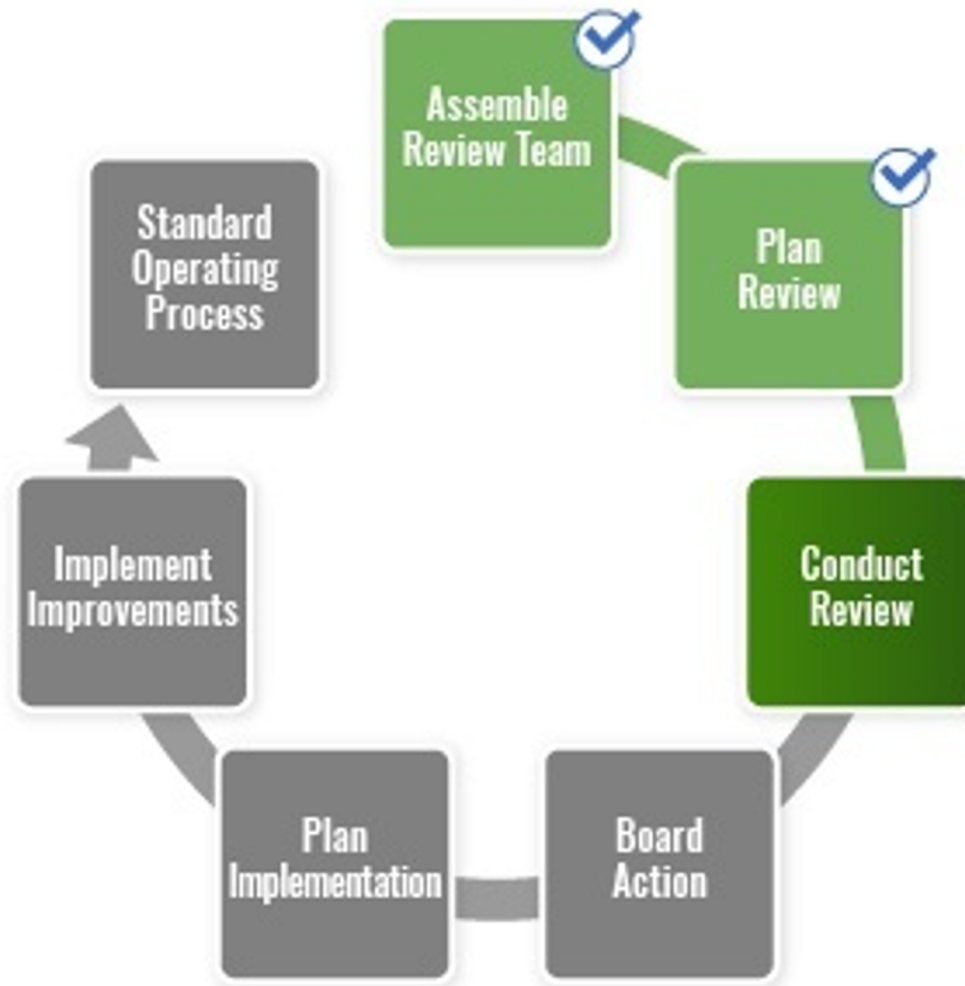 Assemble
Review Team
Plan
Review
Conduct
Review
Board
Action
Plan
Implementation
Implement
Improvements
Standard
Operating
Process